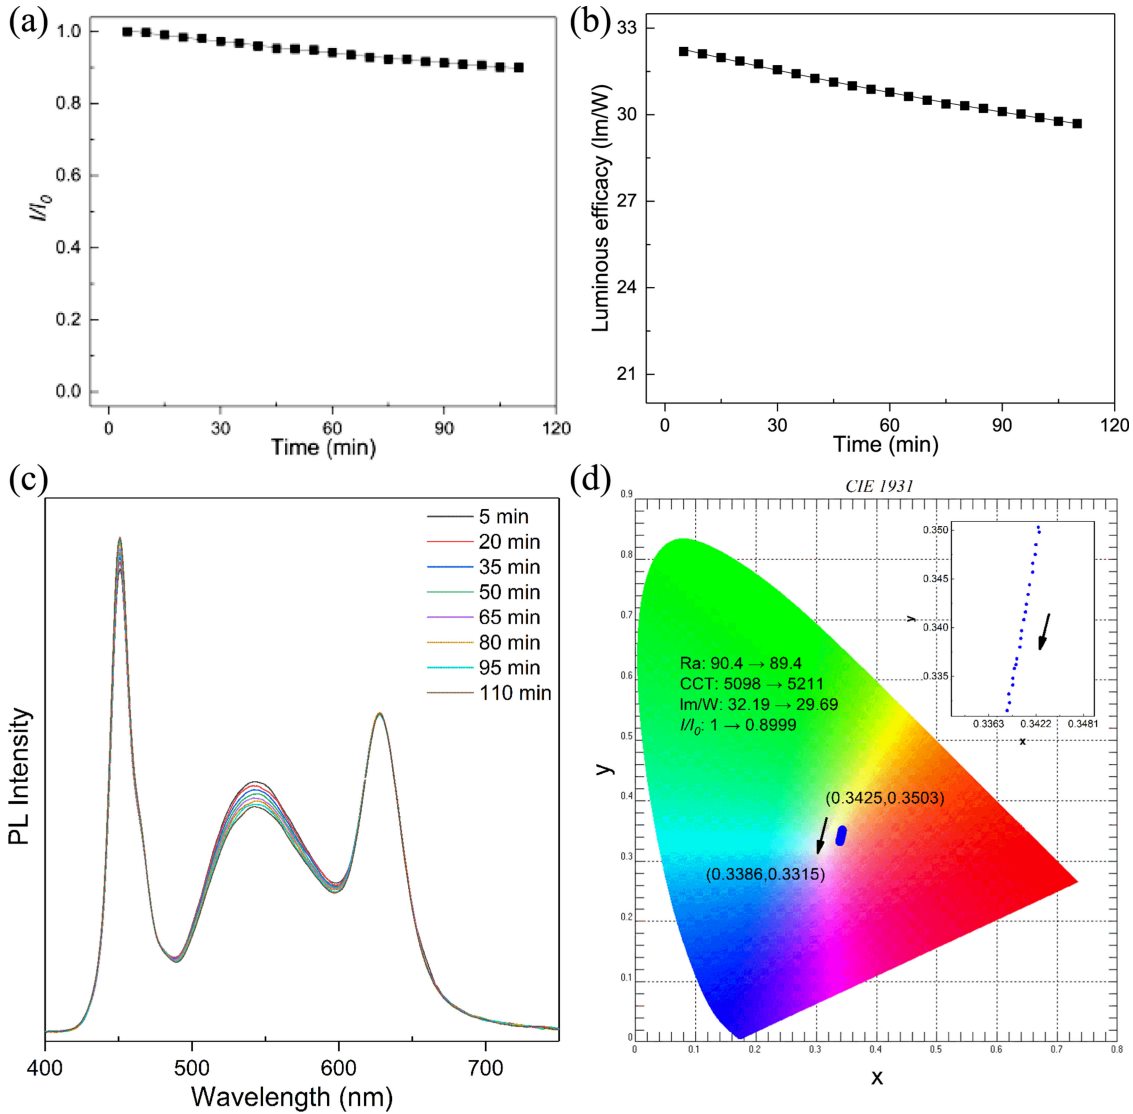 (a)
1.0
0.8
0.6
0.4
0.2
0.0
I/I0
0
30
60
90
120
Time (min)
(b)
33
30
27
24
21
Luminous efficacy (lm/W)
0
30
60
90
120
Time (min)
(c)
5 min
20 min
35 min
50 min
65 min
80 min
95 min
110 min
PL Intensity
400
500
600
700
Wavelength (nm)
(d)
CIE 1931
0.9
0.8
0.7
0.6
0.5
0.4
0.3
0.2
0.1
0
y
0
0.1
0.2
0.3
0.4
0.5
0.6
0.7
0.8
x
Ra: 90.4 → 89.4
CCT: 5098 → 5211
lm/W: 32.19 → 29.69
I/I0: 1 → 0.8999
(0.3425,0.3503)
(0.3386,0.3315)
0.350
0.345
0.340
0.335
y
0.3363
0.3422
0.3481
x